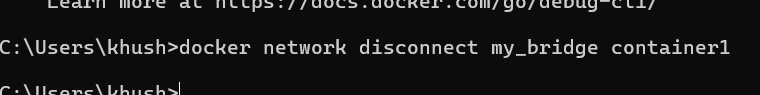 Learn more at https://docs.docker.com/go/debug-cli/
C:\Users\khush>docker network disconnect my_bridge container1
C:\Users\khush>